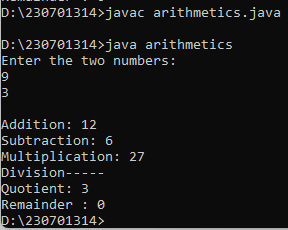 D:\230701314>javac arithmetics.java
D:\230701314>java arithmetics
Enter the two numbers:
9
3
Addition: 12
Subtraction: 6
Multiplication: 27
Division-----
Quotient: 3
Remainder : 0
D:\230701314>